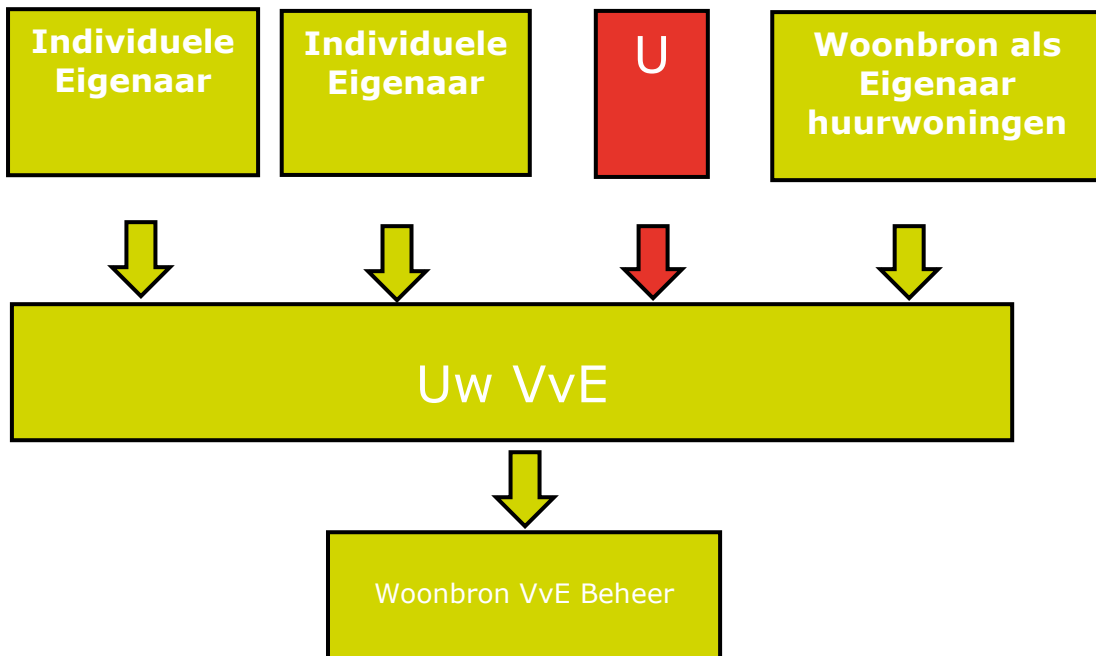 Individuele
Eigenaar
Individuele
Eigenaar
U
Woonbron als
Eigenaar
huurwoningen
Uw VvE
Woonbron VvE Beheer